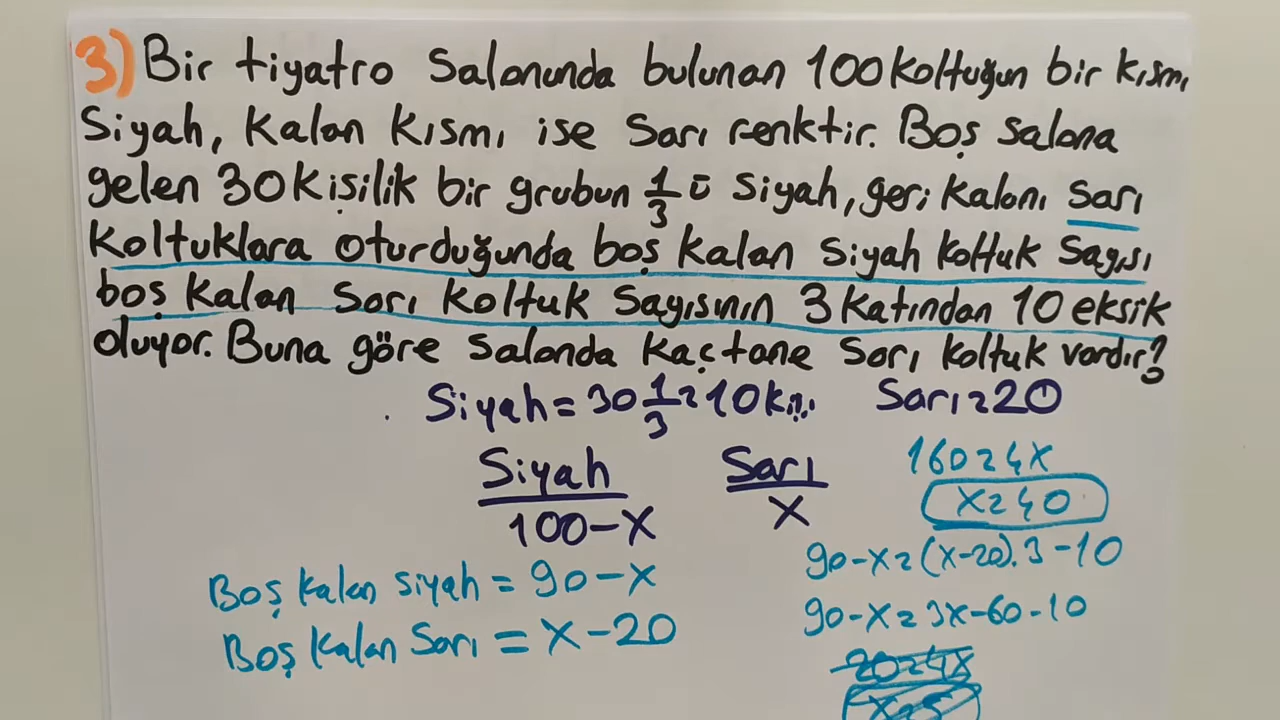 3) Bir tiyatro Salonunda bulunan 100 koltuğun bir kısmı
Siyah, Kalan Kısmı ise Sarı renktir. Boş Salona
gelen 30 Kişilik bir grubun 1/3 ü Siyah, geri Kalanı Sarı
Koltuklara oturduğunda boş kalan Siyah Koltuk Sayısı
boş Kalan Sarı Koltuk Sayısının 3 Katından 10 eksik
oluyor. Buna göre Salonda Kaçtane Sarı Koltuk vardır?
Siyah = 30 1/3 = 10 Sarı = 20
Siyah Sarı
100-X X
160 = 4X
X = 40
90-X = (X-20).3-10
90-X = 3X-60-10
20=4X
X=5
Boş Kalan Siyah = 90-X
Boş Kalan Sarı = X-20